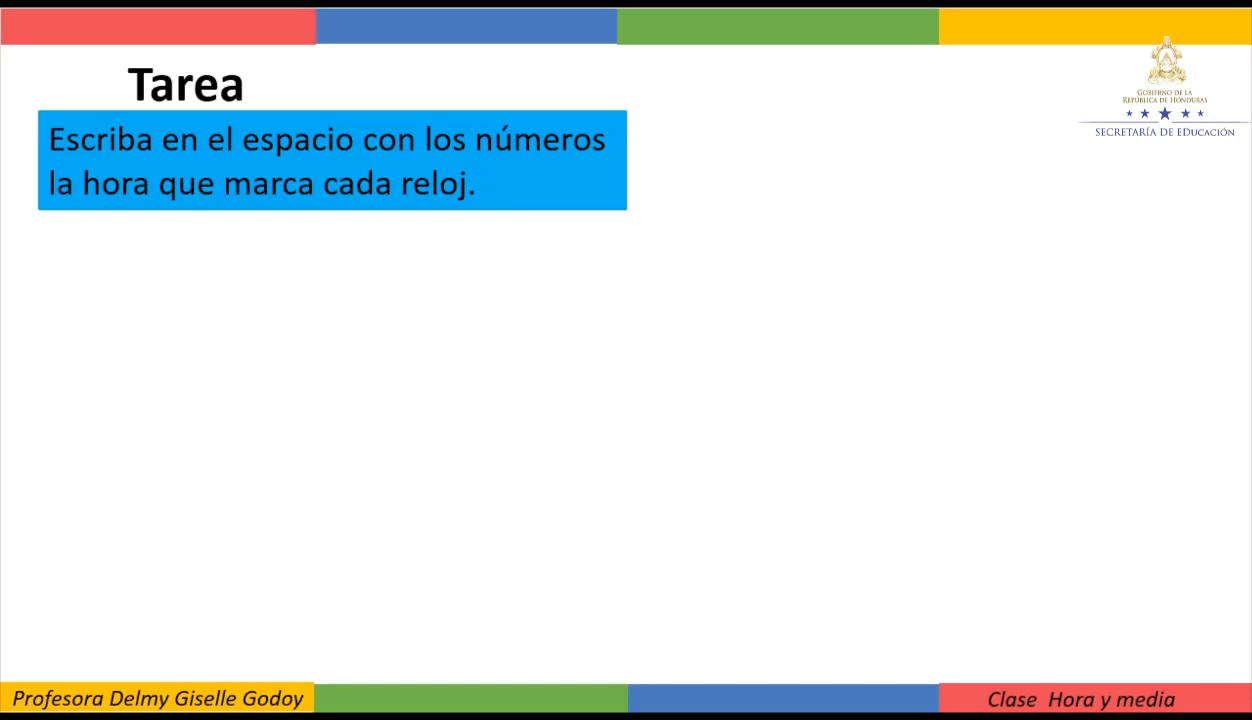 Tarea
Escriba en el espacio con los números
la hora que marca cada reloj.
GOBIERNO DE LA
REPÚBLICA DE HONDURAS
SECRETARÍA DE EDUCACIÓN
Profesora Delmy Giselle Godoy
Clase Hora y media